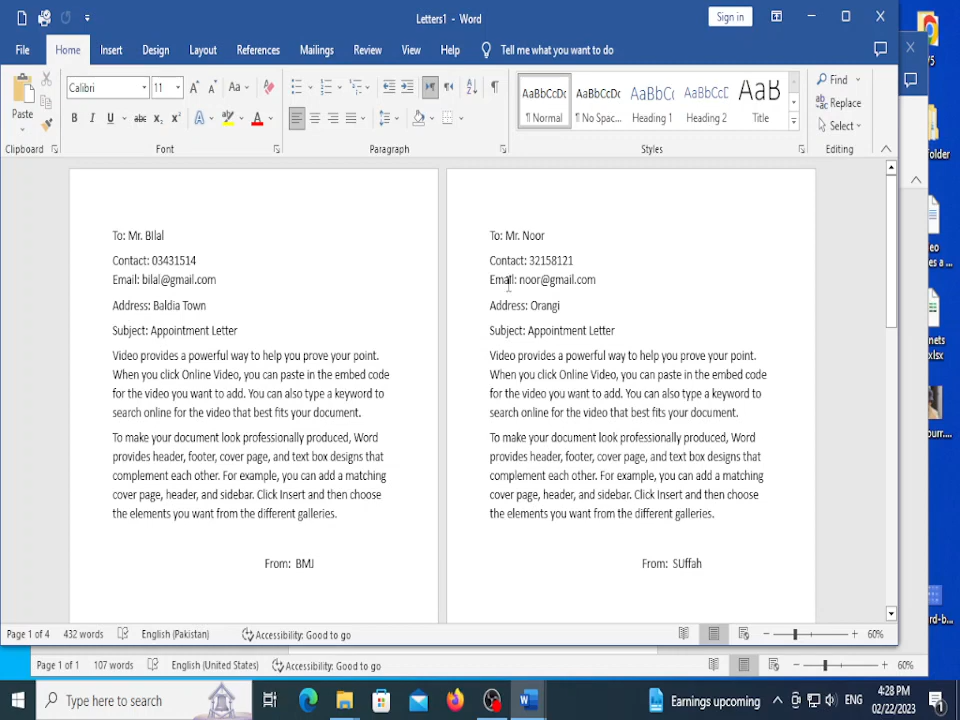 Letters1 - Word
Sign in
File Home Insert Design Layout References Mailings Review View Help Tell me what you want to do
Calibri 11 Aa
Paste
AaBbCcDc AaBbCcDc AaBbC( AaBbCcC AaB
¶ Normal ¶ No Spac... Heading 1 Heading 2 Title
Find
Replace
Select
Clipboard Font Paragraph Styles Editing
To: Mr. BIlal
Contact: 03431514
Email: bilal@gmail.com
Address: Baldia Town
Subject: Appointment Letter
Video provides a powerful way to help you prove your point.
When you click Online Video, you can paste in the embed code
for the video you want to add. You can also type a keyword to
search online for the video that best fits your document.
To make your document look professionally produced, Word
provides header, footer, cover page, and text box designs that
complement each other. For example, you can add a matching
cover page, header, and sidebar. Click Insert and then choose
the elements you want from the different galleries.
From: BMJ
To: Mr. Noor
Contact: 32158121
Email: noor@gmail.com
Address: Orangi
Subject: Appointment Letter
Video provides a powerful way to help you prove your point.
When you click Online Video, you can paste in the embed code
for the video you want to add. You can also type a keyword to
search online for the video that best fits your document.
To make your document look professionally produced, Word
provides header, footer, cover page, and text box designs that
complement each other. For example, you can add a matching
cover page, header, and sidebar. Click Insert and then choose
the elements you want from the different galleries.
From: SUffah
Page 1 of 4 432 words English (Pakistan) Accessibility: Good to go 60%
Page 1 of 1 107 words English (United States) Accessibility: Good to go 60%
Type here to search
Earnings upcoming
ENG
4:28 PM
02/22/2023
1